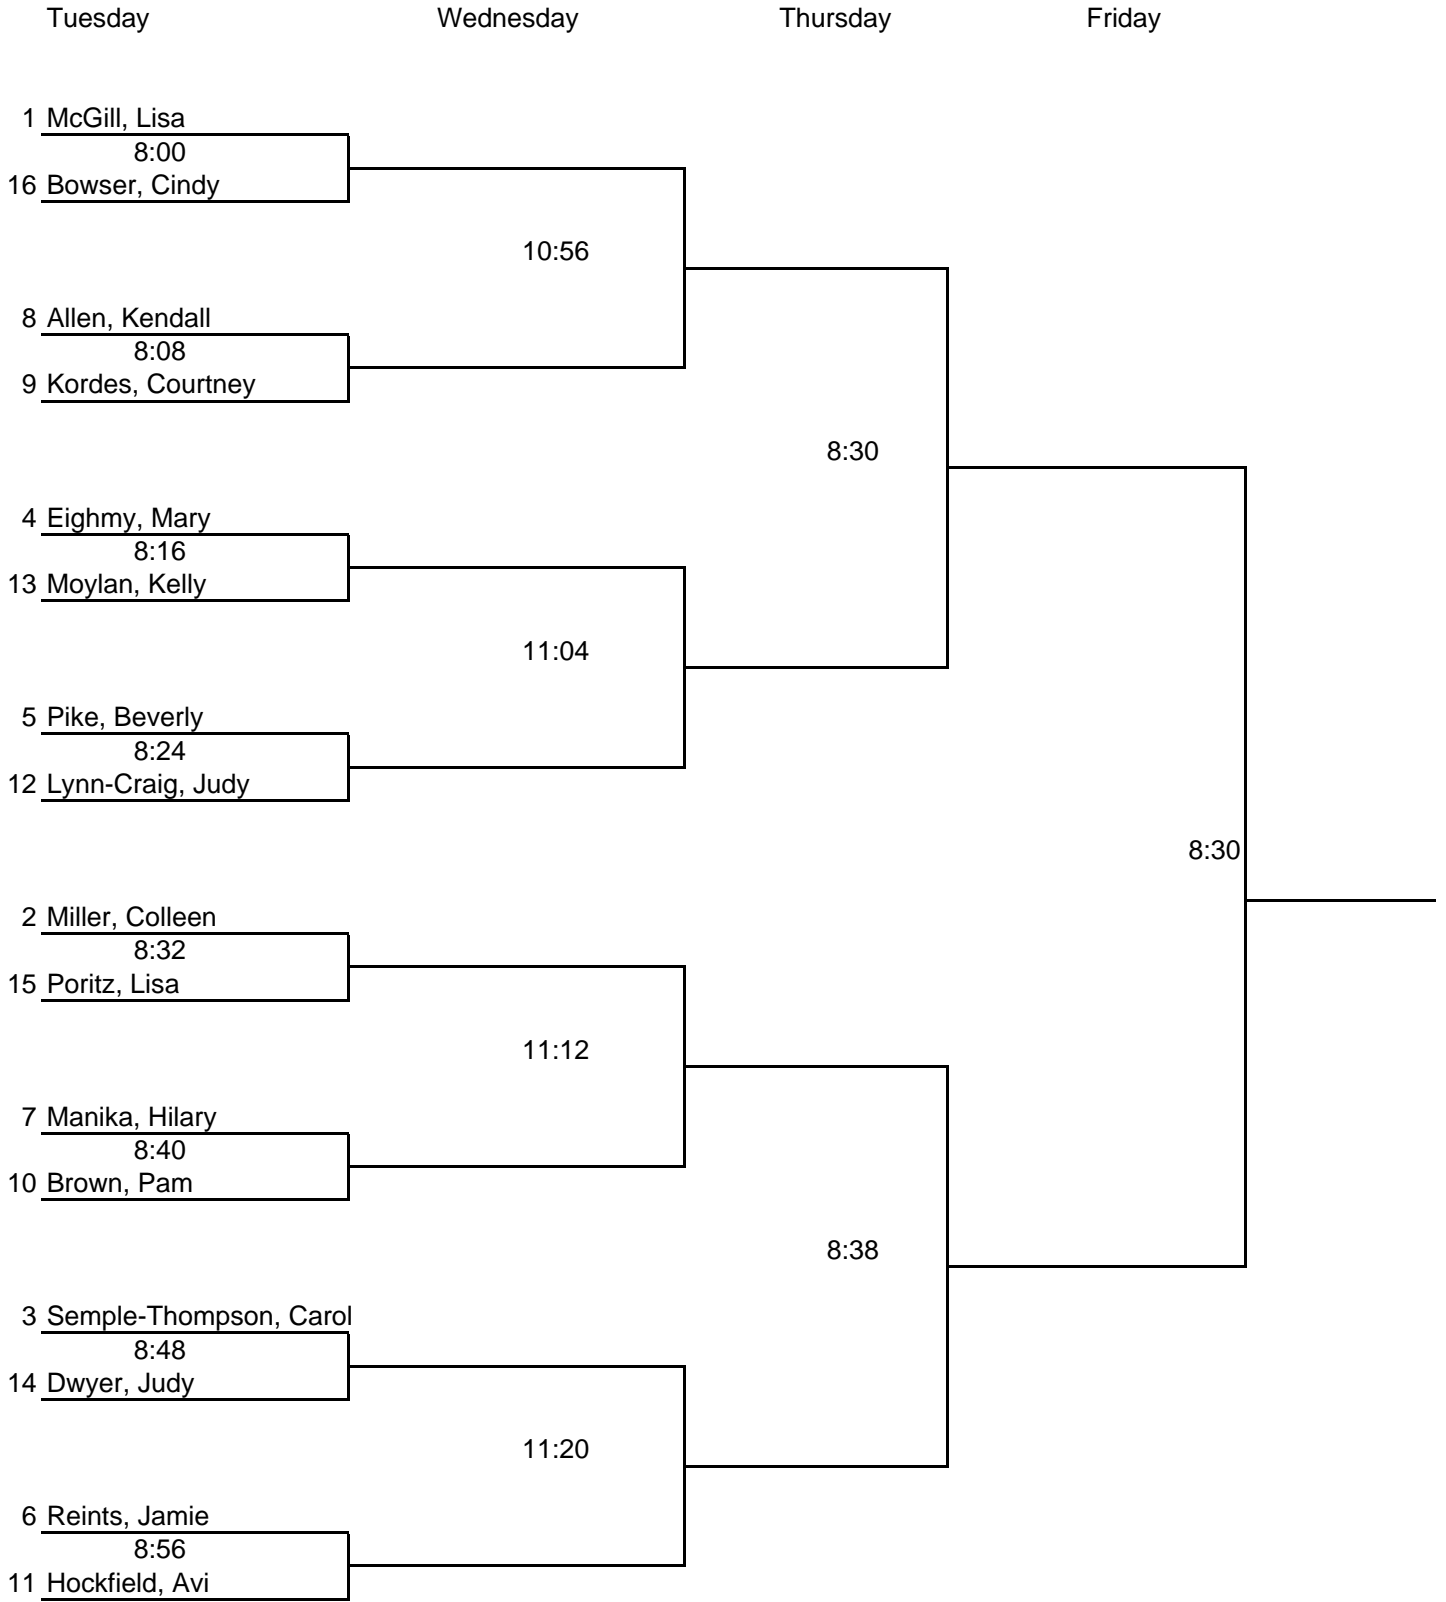 Tuesday Wednesday Thursday Friday
1 McGill, Lisa
8:00
16 Bowser, Cindy
10:56
8 Allen, Kendall
8:08
9 Kordes, Courtney
8:30
4 Eighmy, Mary
8:16
13 Moylan, Kelly
11:04
5 Pike, Beverly
8:24
12 Lynn-Craig, Judy
8:30
2 Miller, Colleen
8:32
15 Poritz, Lisa
11:12
7 Manika, Hilary
8:40
10 Brown, Pam
8:38
3 Semple-Thompson, Carol
8:48
14 Dwyer, Judy
11:20
6 Reints, Jamie
8:56
11 Hockfield, Avi